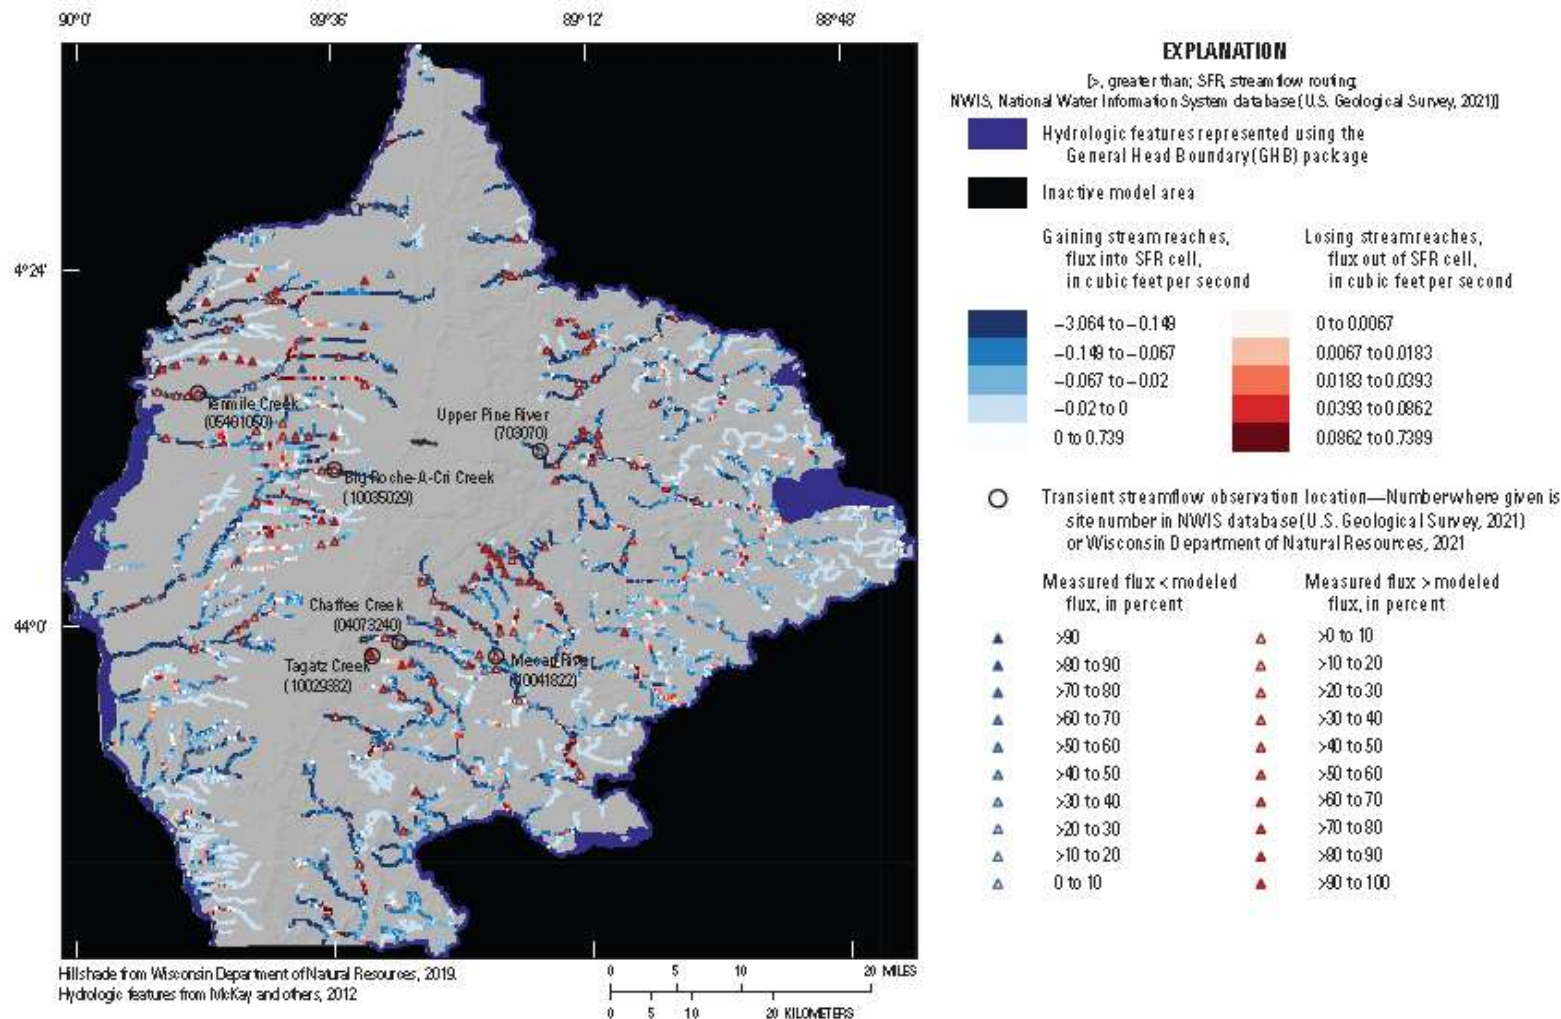 90°0'
89°36'
89°12'
88°48'
4°24'
44°0'
Tenmile Creek
(05401050)
Upper Pine River
(703070)
Big Roche-A-Cri Creek
(10035029)
Chaffee Creek
(04073240)
Tagatz Creek
(10029382)
Mecan River
(10041822)
Hillshade from Wisconsin Department of Natural Resources, 2019.
Hydrologic features from McKay and others, 2012
0 5 10 20 MILES
0 5 10 20 KILOMETERS
EXPLANATION
[>, greater than; SFR, streamflow routing;
NWIS, National Water Information System database (U.S. Geological Survey, 2021)]
Hydrologic features represented using the
General Head Boundary (GHB) package
Inactive model area
Gaining stream reaches,
flux into SFR cell,
in cubic feet per second
−3.064 to −0.149
−0.149 to −0.067
−0.067 to −0.02
−0.02 to 0
0 to 0.739
Losing stream reaches,
flux out of SFR cell,
in cubic feet per second
0 to 0.0067
0.0067 to 0.0183
0.0183 to 0.0393
0.0393 to 0.0862
0.0862 to 0.7389
Transient streamflow observation location—Number where given is
site number in NWIS database (U.S. Geological Survey, 2021)
or Wisconsin Department of Natural Resources, 2021
Measured flux < modeled
flux, in percent
>90
>80 to 90
>70 to 80
>60 to 70
>50 to 60
>40 to 50
>30 to 40
>20 to 30
>10 to 20
0 to 10
Measured flux > modeled
flux, in percent
>0 to 10
>10 to 20
>20 to 30
>30 to 40
>40 to 50
>50 to 60
>60 to 70
>70 to 80
>80 to 90
>90 to 100